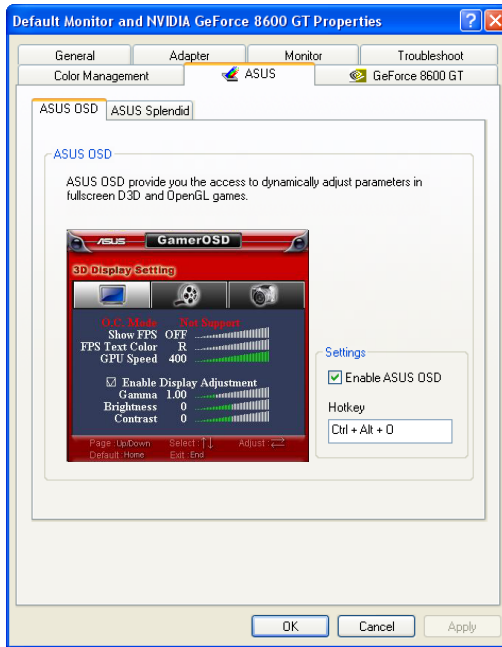 Default Monitor and NVIDIA GeForce 8600 GT Properties
General Adapter Monitor Troubleshoot
Color Management ASUS GeForce 8600 GT
ASUS OSD ASUS Splendid
ASUS OSD
ASUS OSD provide you the access to dynamically adjust parameters in
fullscreen D3D and OpenGL games.
ASUS GamerOSD
3D Display Setting
O.C. Mode Not Support
Show FPS OFF
FPS Text Color R
GPU Speed 400
Enable Display Adjustment
Gamma 1.00
Brightness 0
Contrast 0
Page : Up/Down Select : ↑↓ Adjust : ⇄
Default : Home Exit : End
Settings
Enable ASUS OSD
Hotkey
Ctrl + Alt + O
OK Cancel Apply